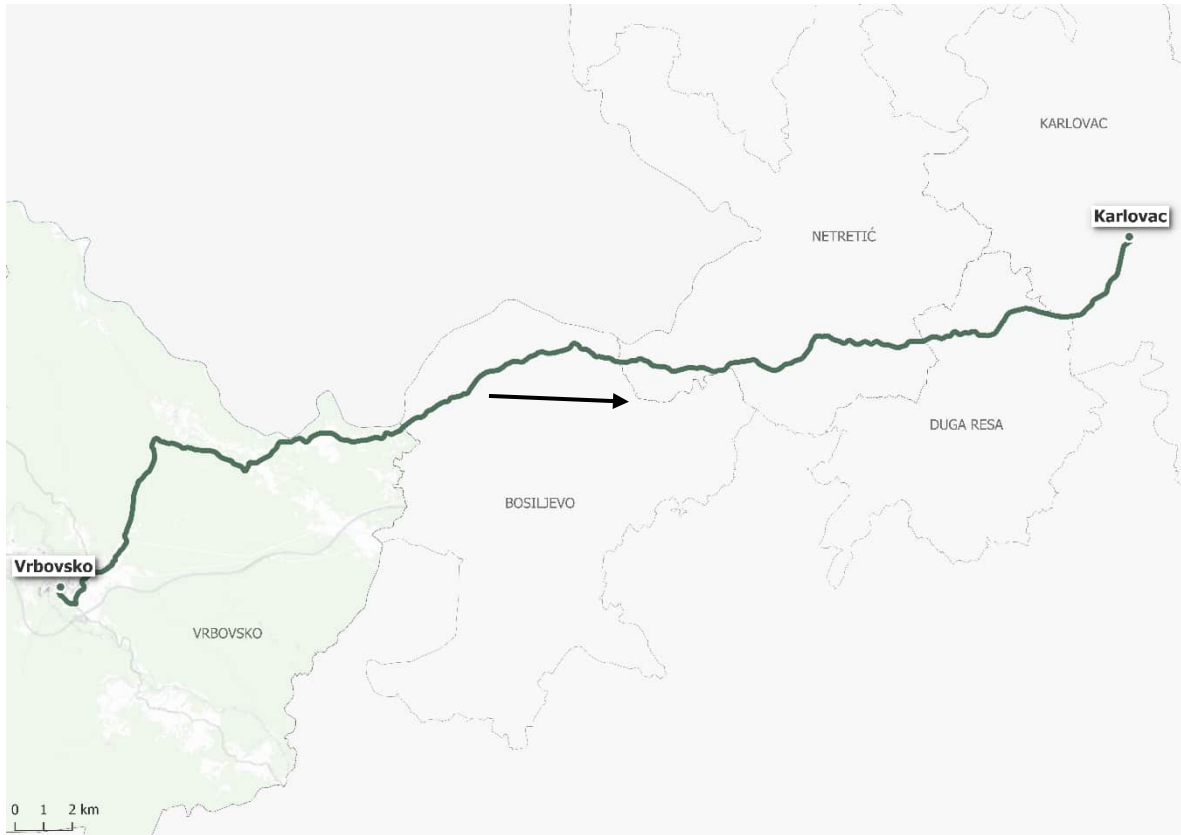 KARLOVAC
Karlovac
NETRETIĆ
DUGA RESA
BOSILJEVO
Vrbovsko
VRBOVSKO
0 1 2 km